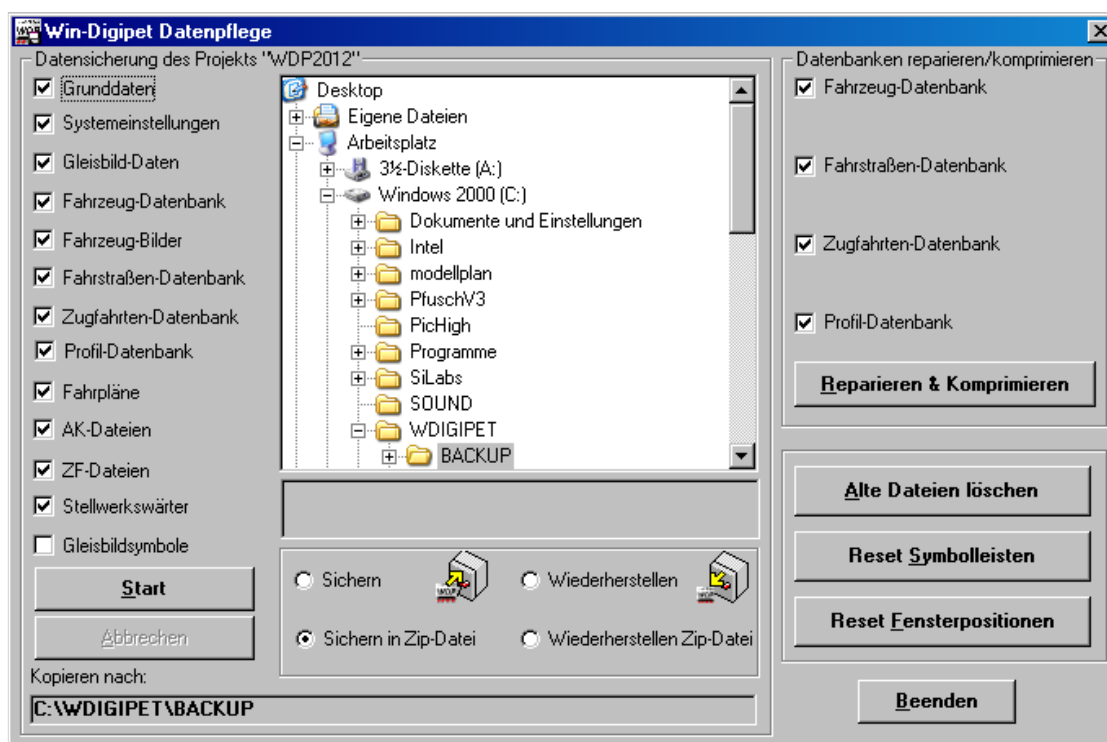 Win-Digipet Datenpflege
Datensicherung des Projekts "WDP2012"
Grunddaten
Systemeinstellungen
Gleisbild-Daten
Fahrzeug-Datenbank
Fahrzeug-Bilder
Fahrstraßen-Datenbank
Zugfahrten-Datenbank
Profil-Datenbank
Fahrpläne
AK-Dateien
ZF-Dateien
Stellwerkswärter
Gleisbildsymbole
Start
Abbrechen
Desktop
Eigene Dateien
Arbeitsplatz
3½-Diskette (A:)
Windows 2000 (C:)
Dokumente und Einstellungen
Intel
modellplan
PfuschV3
PicHigh
Programme
SiLabs
SOUND
WDIGIPET
BACKUP
Sichern
Wiederherstellen
Sichern in Zip-Datei
Wiederherstellen Zip-Datei
Kopieren nach:
C:\WDIGIPET\BACKUP
Datenbanken reparieren/komprimieren
Fahrzeug-Datenbank
Fahrstraßen-Datenbank
Zugfahrten-Datenbank
Profil-Datenbank
Reparieren & Komprimieren
Alte Dateien löschen
Reset Symbolleisten
Reset Fensterpositionen
Beenden